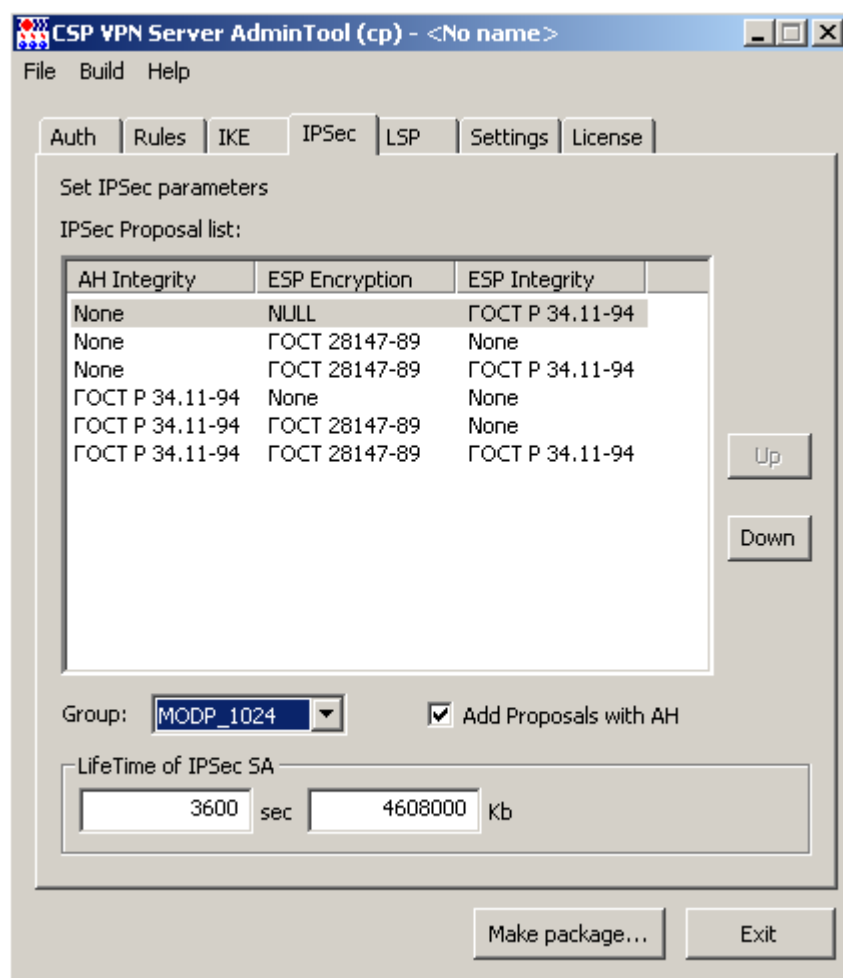 CSP VPN Server AdminTool (cp) - <No name>
File Build Help
Auth Rules IKE IPSec LSP Settings License
Set IPSec parameters
IPSec Proposal list:
AH Integrity ESP Encryption ESP Integrity
None NULL ГОСТ Р 34.11-94
None ГОСТ 28147-89 None
None ГОСТ 28147-89 ГОСТ Р 34.11-94
ГОСТ Р 34.11-94 None None
ГОСТ Р 34.11-94 ГОСТ 28147-89 None
ГОСТ Р 34.11-94 ГОСТ 28147-89 ГОСТ Р 34.11-94
Up
Down
Group: MODP_1024 Add Proposals with AH
LifeTime of IPSec SA
3600 sec 4608000 Kb
Make package... Exit